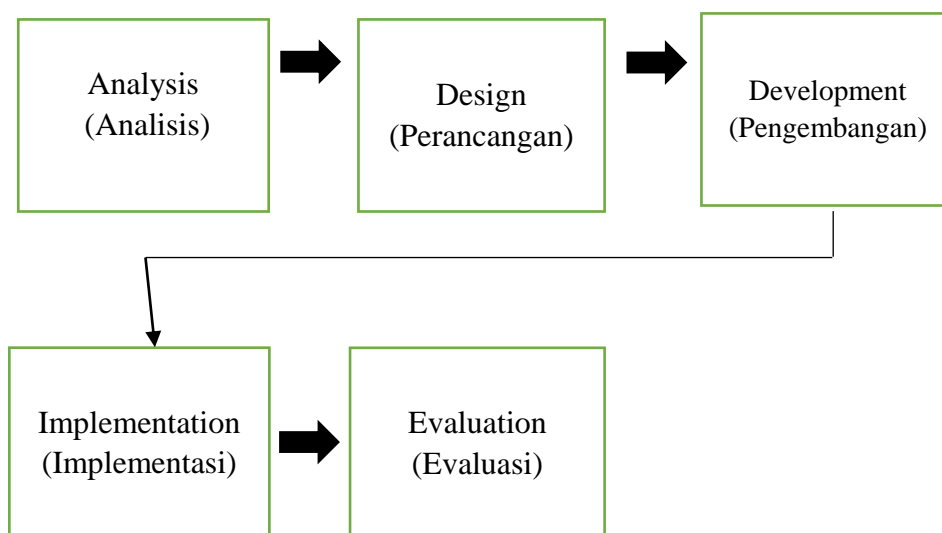 Analysis
(Analisis)
Design
(Perancangan)
Development
(Pengembangan)
Implementation
(Implementasi)
Evaluation
(Evaluasi)